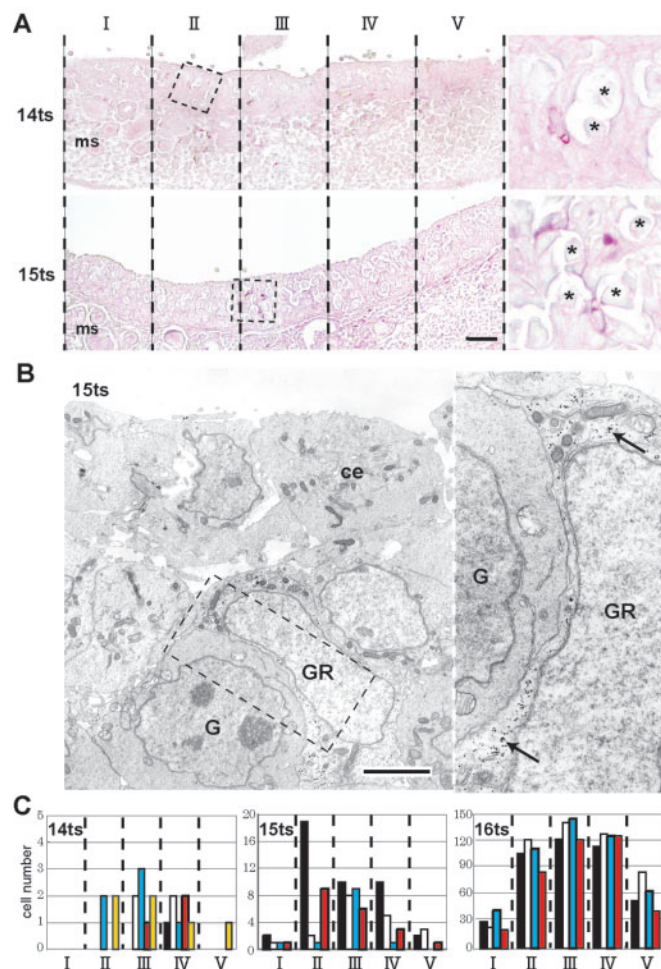 I II III IV V
A
14ts
ms
* *
15ts
ms
* * * *
B
15ts
ce
G
GR
G
GR
C
14ts
15ts
16ts
cell number
5
4
3
2
1
0
20
16
12
8
4
0
150
120
90
60
30
I II III IV V
I II III IV V
I II III IV V